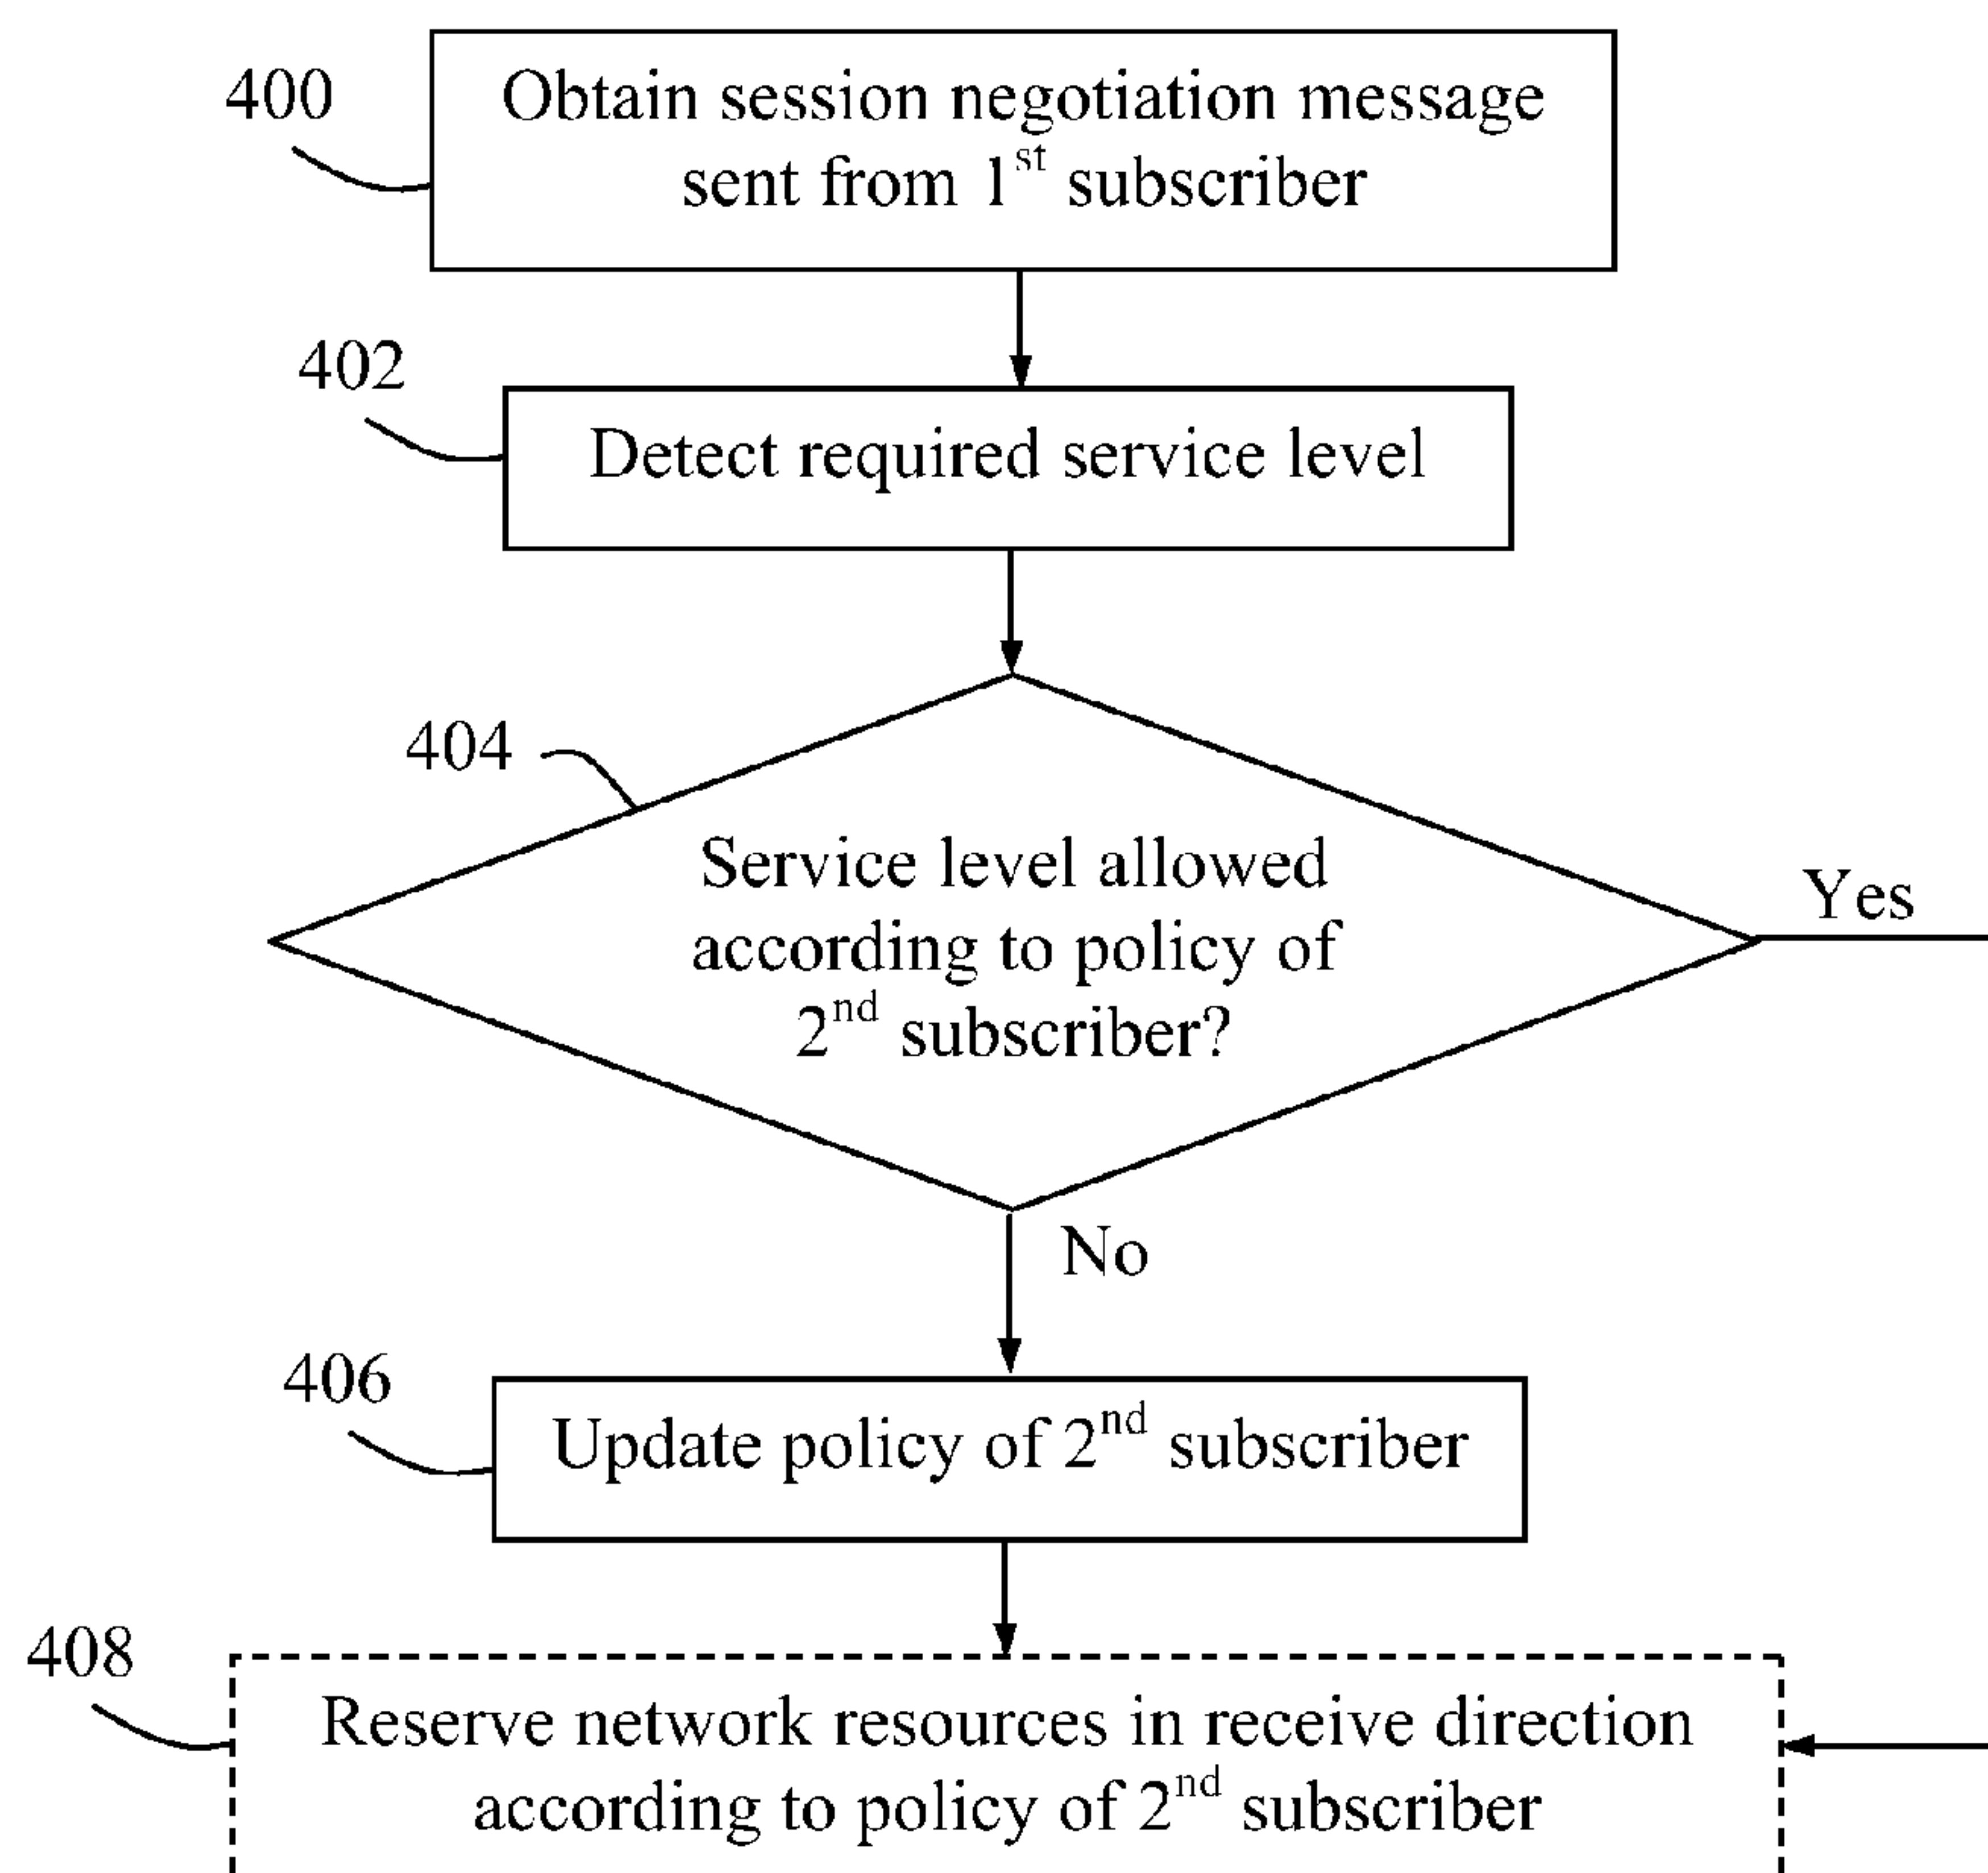 400
Obtain session negotiation message
sent from 1st subscriber
402
Detect required service level
404
Service level allowed
according to policy of
2nd subscriber?
Yes
No
406
Update policy of 2nd subscriber
408
Reserve network resources in receive direction
according to policy of 2nd subscriber